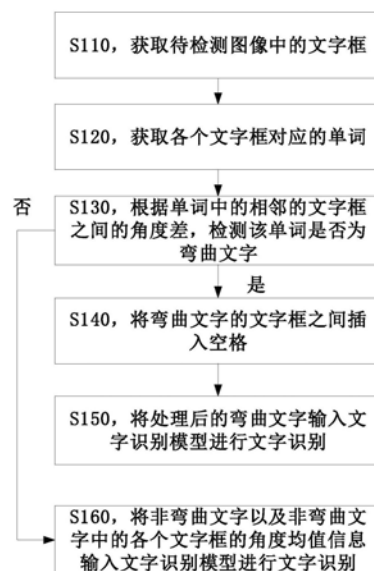 S110，获取待检测图像中的文字框
S120，获取各个文字框对应的单词
否
S130，根据单词中的相邻的文字框
之间的角度差，检测该单词是否为
弯曲文字
是
S140，将弯曲文字的文字框之间插
入空格
S150，将处理后的弯曲文字输入文
字识别模型进行文字识别
S160，将非弯曲文字以及非弯曲文
字中的各个文字框的角度均值信息
输入文字识别模型进行文字识别